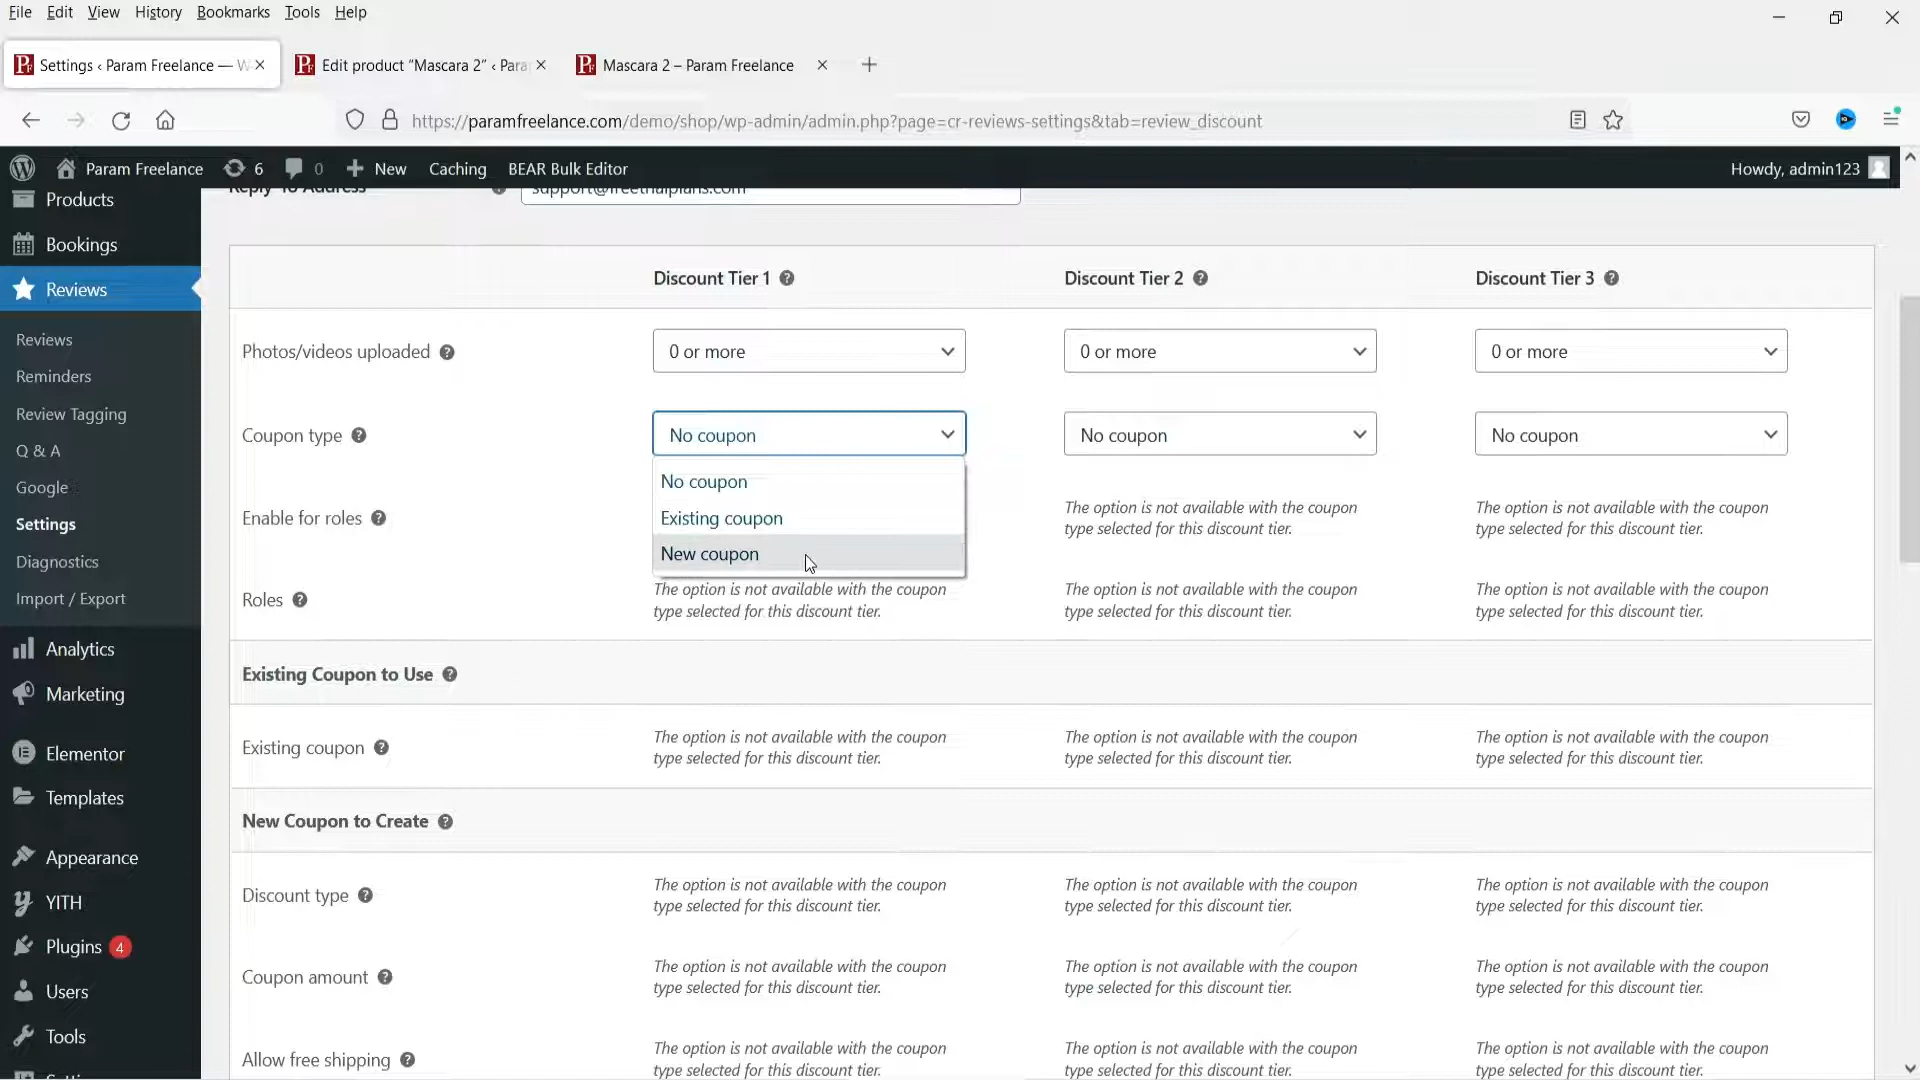 File Edit View History Bookmarks Tools Help
Settings ‹ Param Freelance — W
Edit product “Mascara 2” ‹ Para
Mascara 2 – Param Freelance
https://paramfreelance.com/demo/shop/wp-admin/admin.php?page=cr-reviews-settings&tab=review_discount
Param Freelance 6 0 New Caching BEAR Bulk Editor Howdy, admin123
Products
Bookings
Reviews
Reviews
Reminders
Review Tagging
Q & A
Google
Settings
Diagnostics
Import / Export
Analytics
Marketing
Elementor
Templates
Appearance
YITH
Plugins 4
Users
Tools
Reply-To Address
Discount Tier 1 Discount Tier 2 Discount Tier 3
Photos/videos uploaded 0 or more 0 or more 0 or more
Coupon type No coupon No coupon No coupon
No coupon
Existing coupon
New coupon
Enable for roles
The option is not available with the coupon The option is not available with the coupon
type selected for this discount tier. type selected for this discount tier.
Roles
The option is not available with the coupon The option is not available with the coupon The option is not available with the coupon
type selected for this discount tier. type selected for this discount tier. type selected for this discount tier.
Existing Coupon to Use
Existing coupon
The option is not available with the coupon The option is not available with the coupon The option is not available with the coupon
type selected for this discount tier. type selected for this discount tier. type selected for this discount tier.
New Coupon to Create
Discount type
The option is not available with the coupon The option is not available with the coupon The option is not available with the coupon
type selected for this discount tier. type selected for this discount tier. type selected for this discount tier.
Coupon amount
The option is not available with the coupon The option is not available with the coupon The option is not available with the coupon
type selected for this discount tier. type selected for this discount tier. type selected for this discount tier.
Allow free shipping
The option is not available with the coupon The option is not available with the coupon The option is not available with the coupon
type selected for this discount tier. type selected for this discount tier. type selected for this discount tier.